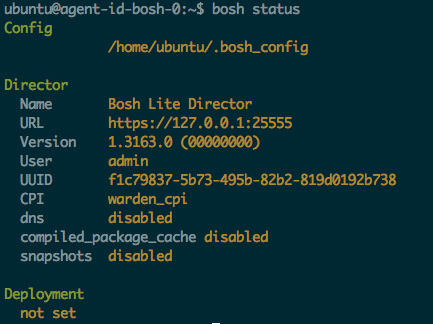 ubuntu@agent-id-bosh-0:~$ bosh status
Config
/home/ubuntu/.bosh_config
Director
Name Bosh Lite Director
URL https://127.0.0.1:25555
Version 1.3163.0 (00000000)
User admin
UUID f1c79837-5b73-495b-82b2-819d0192b738
CPI warden_cpi
dns disabled
compiled_package_cache disabled
snapshots disabled
Deployment
not set